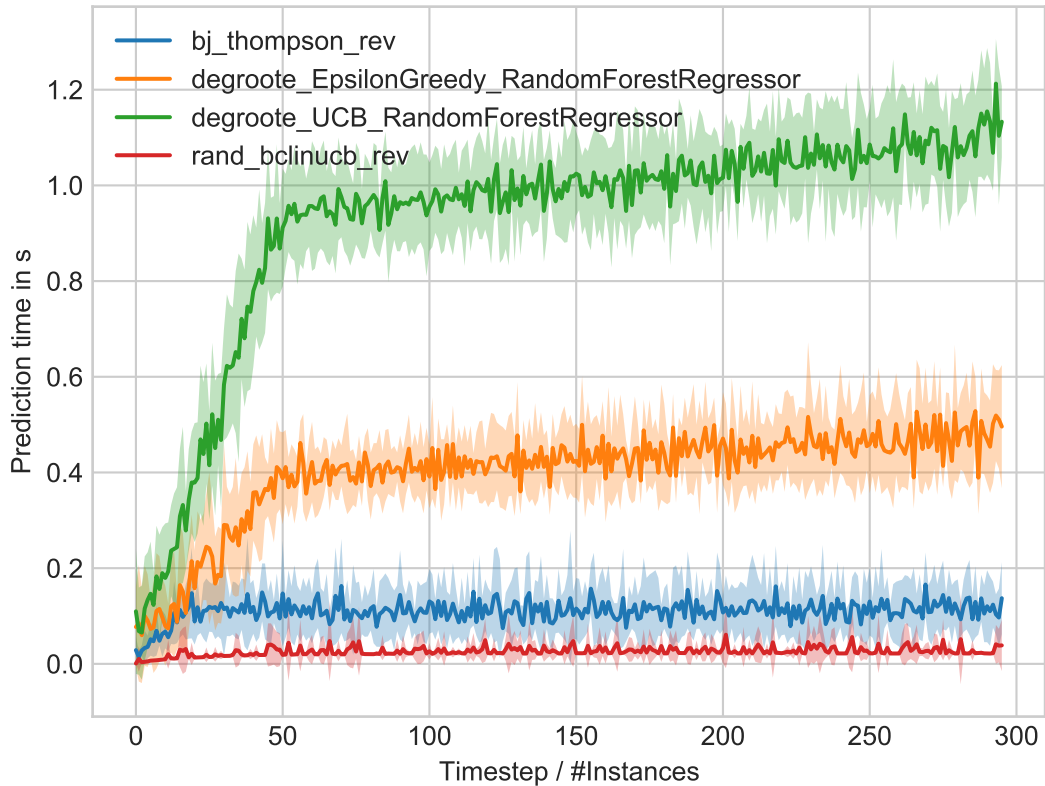 bj_thompson_rev
degroote_EpsilonGreedy_RandomForestRegressor
degroote_UCB_RandomForestRegressor
rand_bclinucb_rev
Prediction time in s
1.2
1.0
0.8
0.6
0.4
0.2
0.0
0 50 100 150 200 250 300
Timestep / #Instances